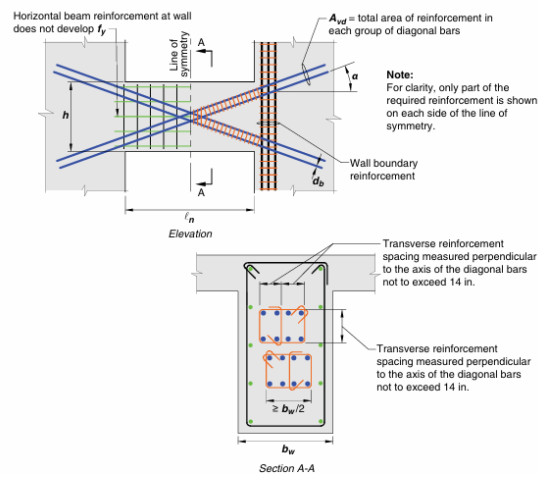 Horizontal beam reinforcement at wall
does not develop fy
Line of
symmetry
A
Avd = total area of reinforcement in
each group of diagonal bars
α
Note:
For clarity, only part of the
required reinforcement is shown
on each side of the line of
symmetry.
h
Wall boundary
reinforcement
db
A
ℓn
Elevation
Transverse reinforcement
spacing measured perpendicular
to the axis of the diagonal bars
not to exceed 14 in.
Transverse reinforcement
spacing measured perpendicular
to the axis of the diagonal bars
not to exceed 14 in.
≥ bw/2
bw
Section A-A